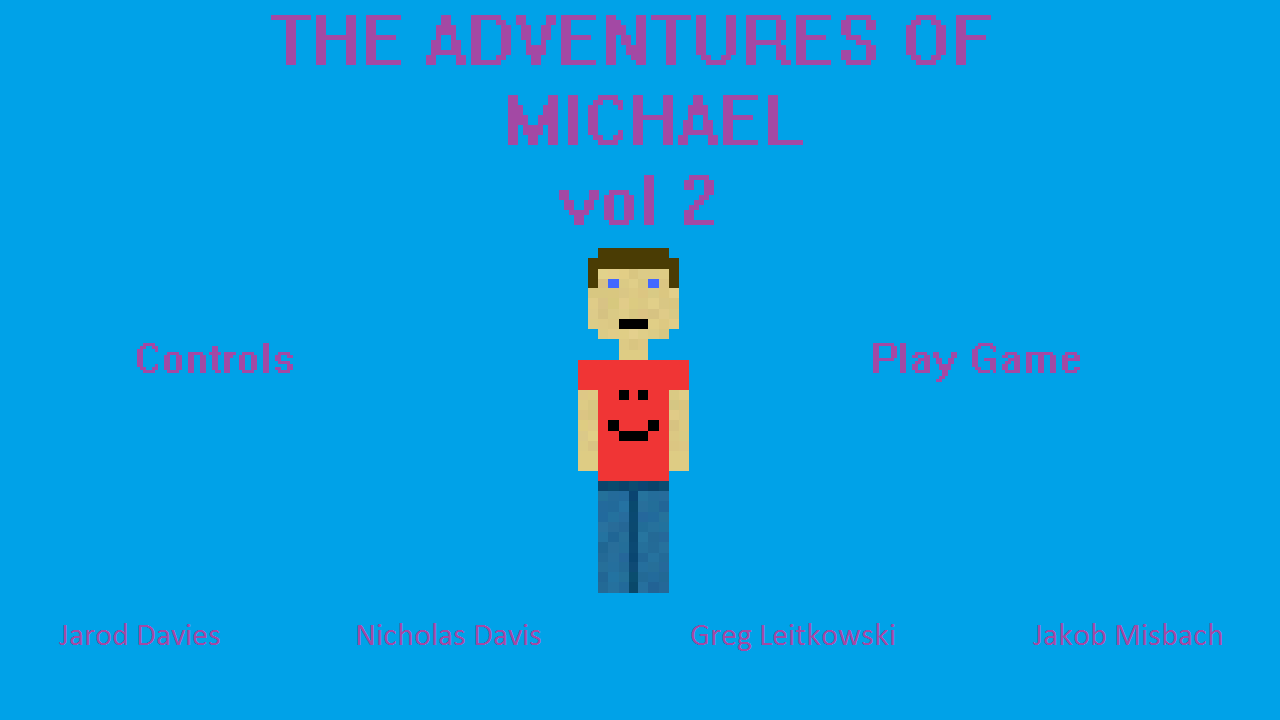 THE ADVENTURES OF
MICHAEL
vol 2
Controls
Play Game
Jarod Davies
Nicholas Davis
Greg Leitkowski
Jakob Misbach